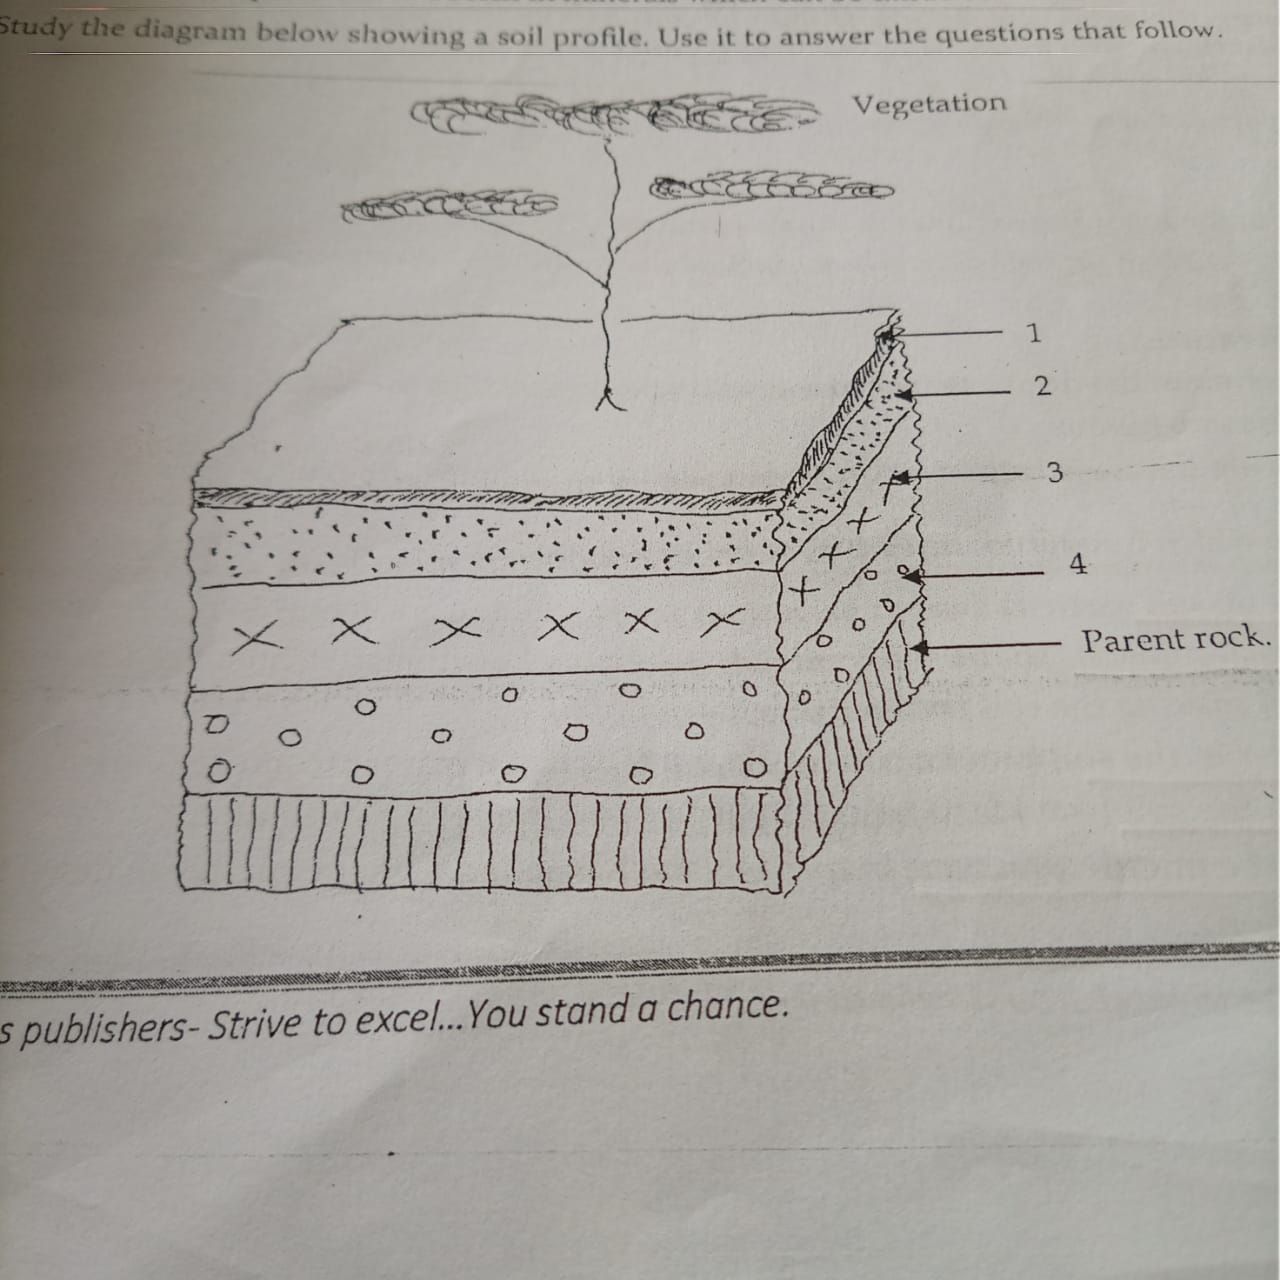 Study the diagram below showing a soil profile. Use it to answer the questions that follow.
Vegetation
1
2
3
4
Parent rock.
s publishers- Strive to excel...You stand a chance.